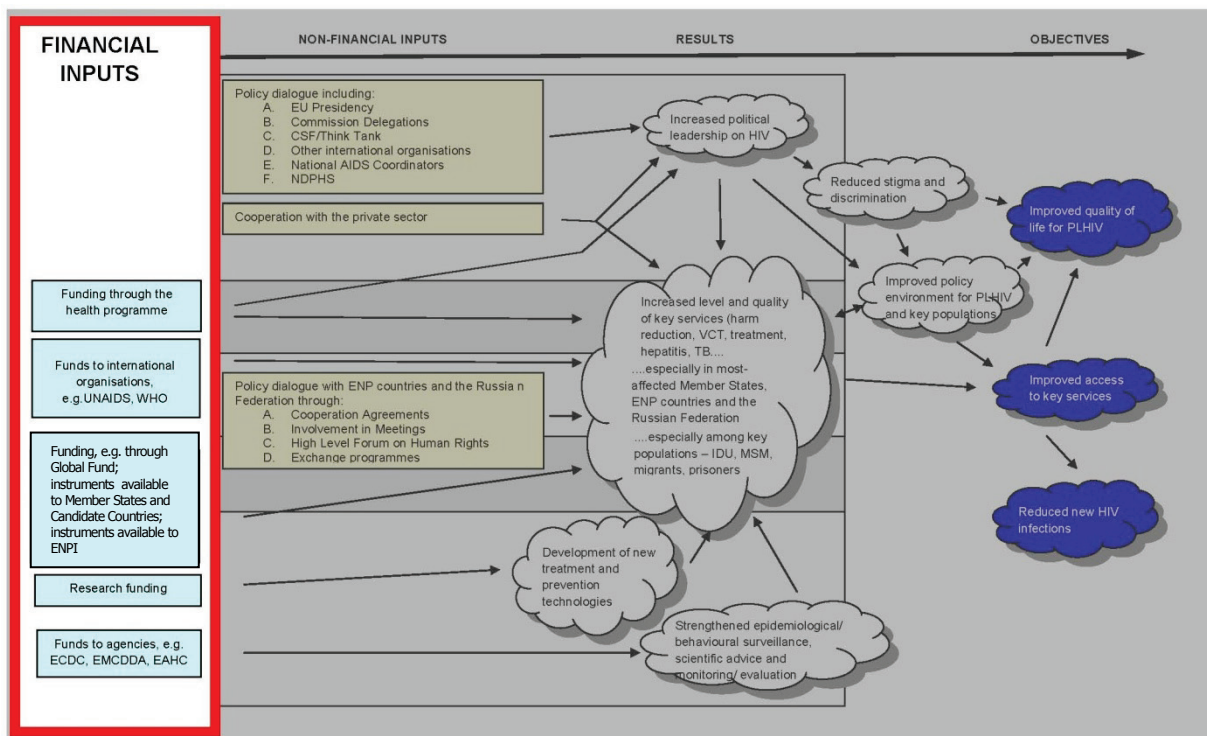 FINANCIAL
INPUTS
NON-FINANCIAL INPUTS
RESULTS
OBJECTIVES
Policy dialogue including:
A. EU Presidency
B. Commission Delegations
C. CSF/Think Tank
D. Other international organisations
E. National AIDS Coordinators
F. NDPHS
Cooperation with the private sector
Increased political
leadership on HIV
Reduced stigma and
discrimination
Improved quality of
life for PLHIV
Funding through the
health programme
Funds to international
organisations,
e.g.UNAIDS, WHO
Policy dialogue with ENP countries and the Russia n
Federation through:
A. Cooperation Agreements
B. Involvement in Meetings
C. High Level Forum on Human Rights
D. Exchange programmes
Increased level and quality
of key services (harm
reduction, VCT, treatment,
hepatitis, TB....
....especially in most-
affected Member States,
ENP countries and the
Russian Federation
....especially among key
populations – IDU, MSM,
migrants, prisoners
Improved policy
environment for PLHIV
and key populations
Improved access
to key services
Funding, e.g. through
Global Fund;
instruments available
to Member States and
Candidate Countries;
instruments available to
ENPI
Reduced new HIV
infections
Research funding
Development of new
treatment and
prevention
technologies
Funds to agencies, e.g.
ECDC, EMCDDA, EAHC
Strengthened epidemiological/
behavioural surveillance,
scientific advice and
monitoring/ evaluation